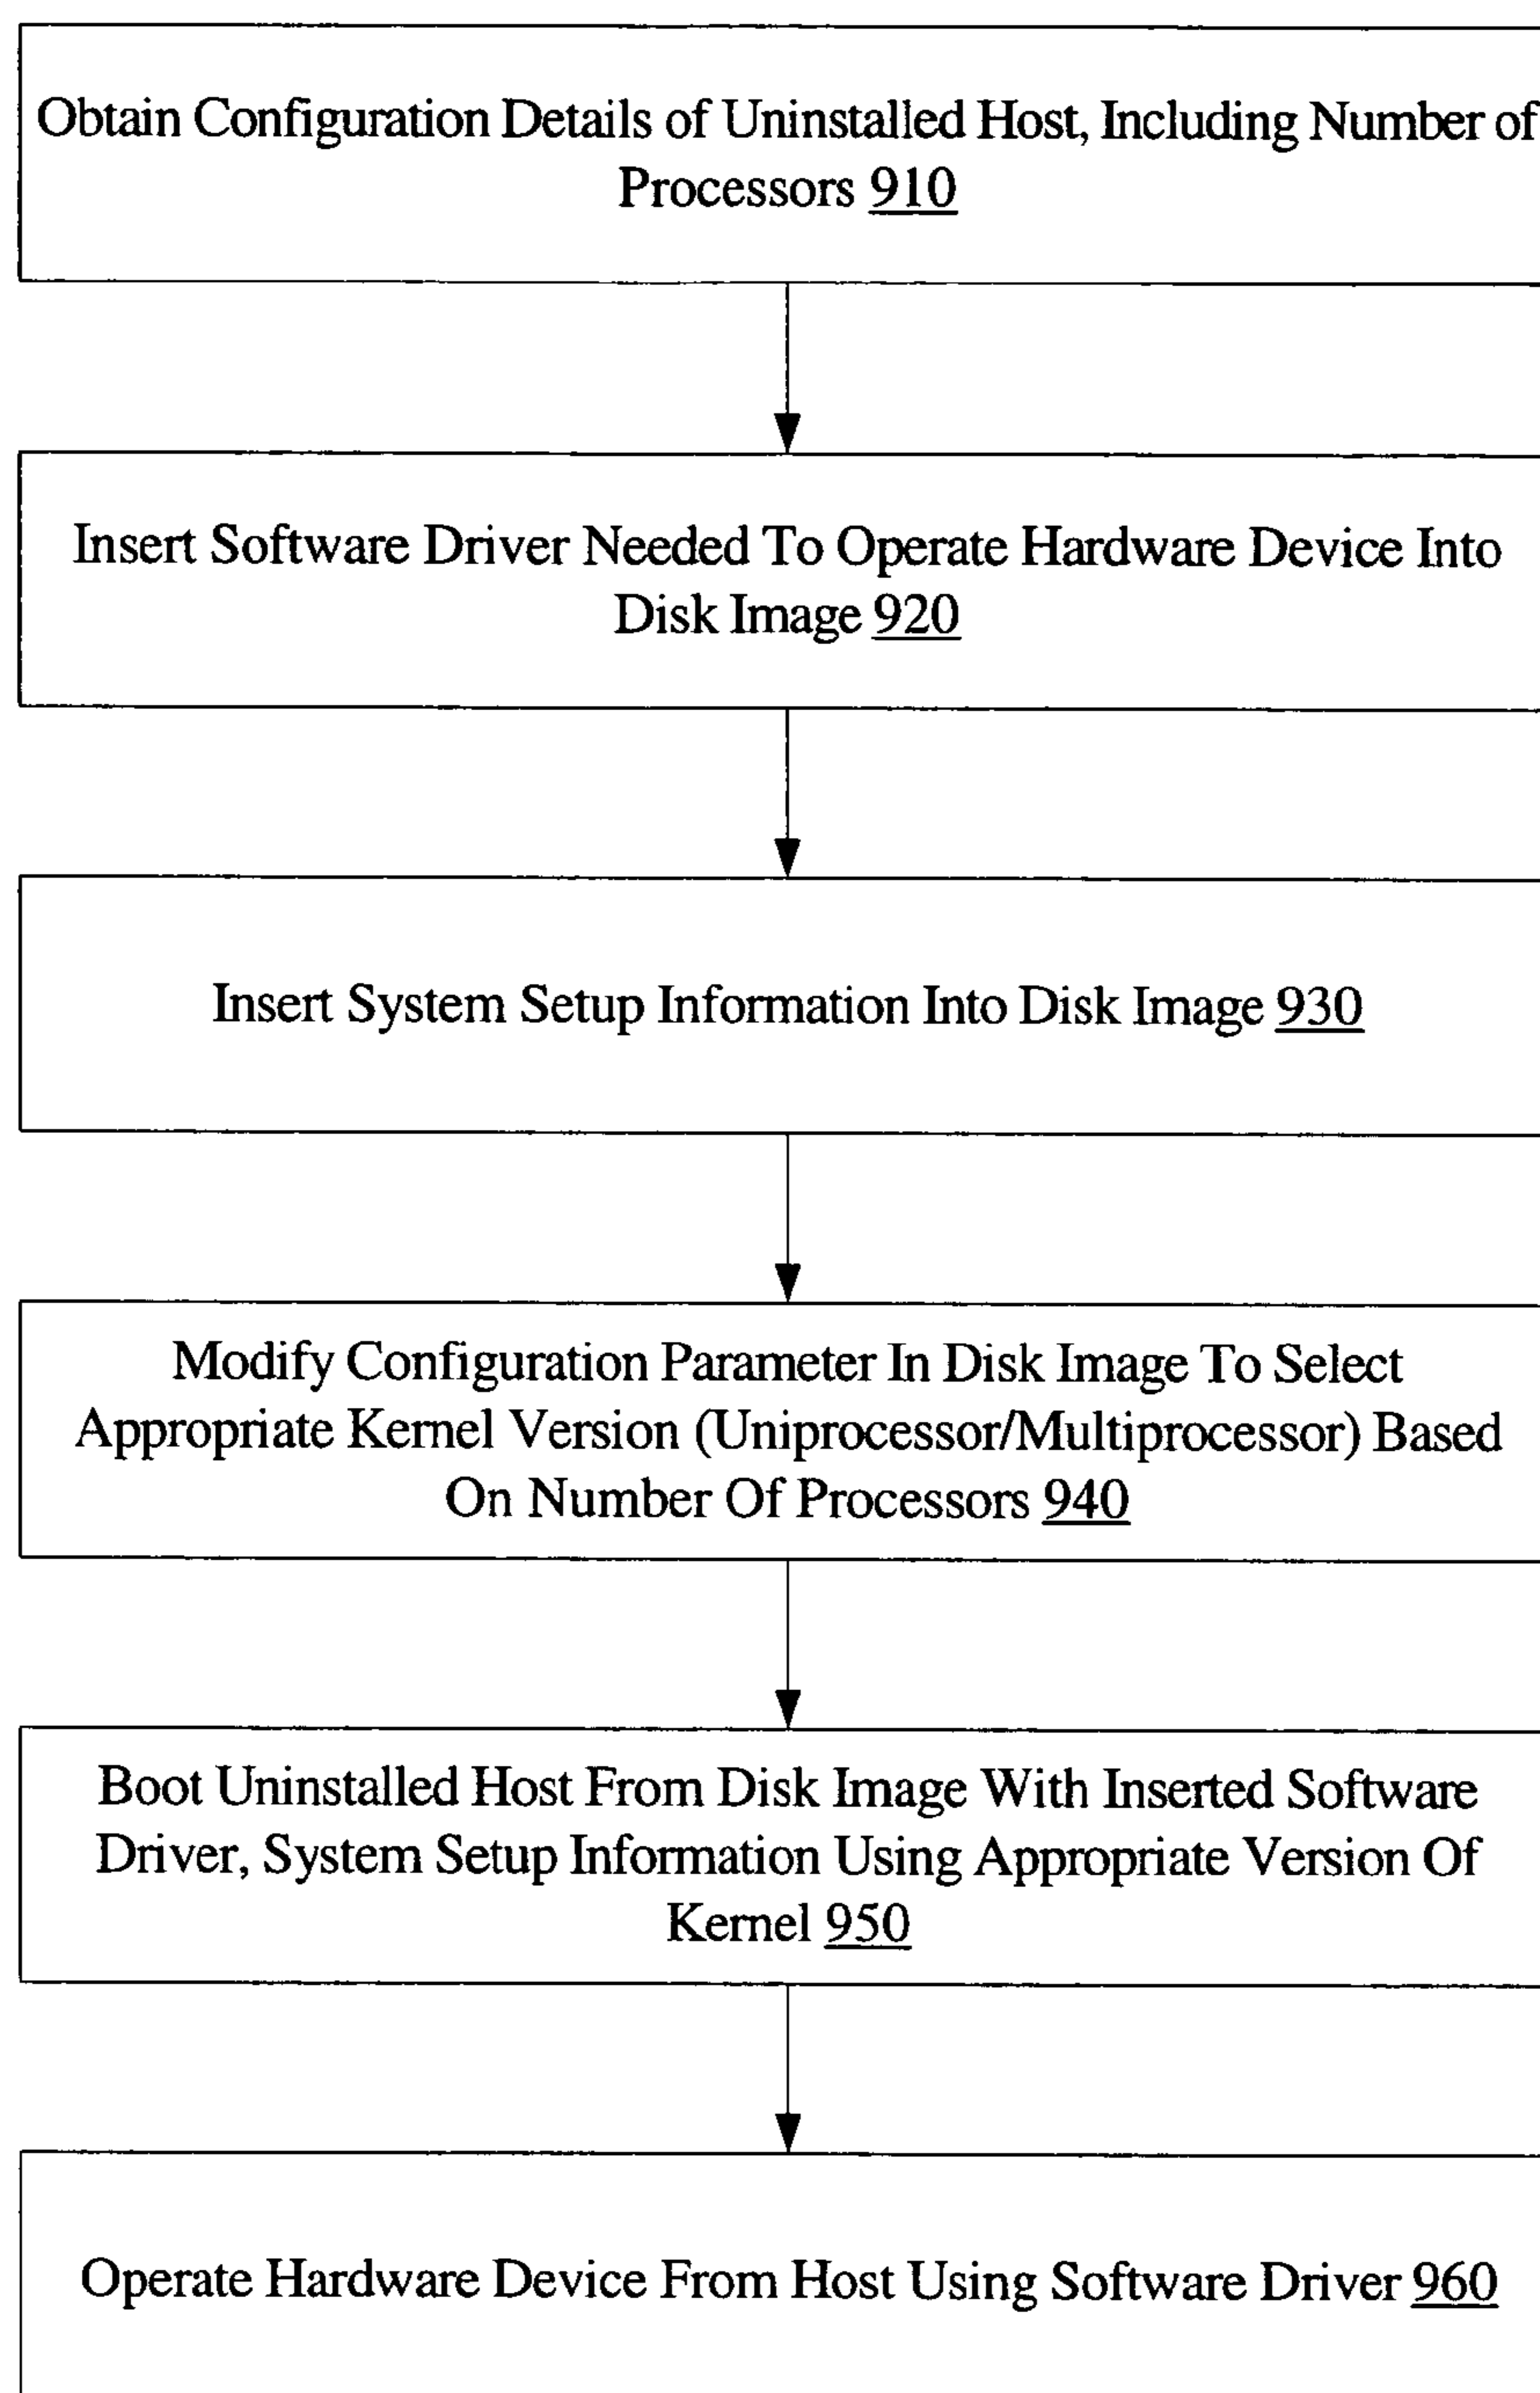 Obtain Configuration Details of Uninstalled Host, Including Number of
Processors 910
Insert Software Driver Needed To Operate Hardware Device Into
Disk Image 920
Insert System Setup Information Into Disk Image 930
Modify Configuration Parameter In Disk Image To Select
Appropriate Kernel Version (Uniprocessor/Multiprocessor) Based
On Number Of Processors 940
Boot Uninstalled Host From Disk Image With Inserted Software
Driver, System Setup Information Using Appropriate Version Of
Kernel 950
Operate Hardware Device From Host Using Software Driver 960